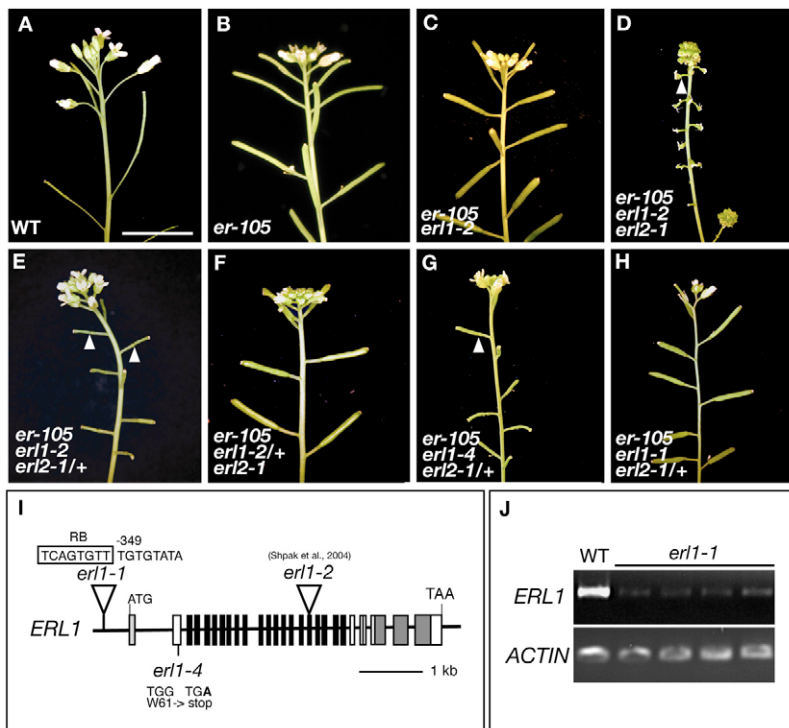 A
WT
B
er-105
C
er-105
erl1-2
D
er-105
erl1-2
erl2-1
E
er-105
erl1-2
erl2-1/+
F
er-105
erl1-2/+
erl2-1
G
er-105
erl1-4
erl2-1/+
H
er-105
erl1-1
erl2-1/+
I
RB -349
TCAGTGTT TGTGTATA
erl1-1
(Shpak et al., 2004)
erl1-2
ATG
TAA
ERL1
erl1-4
TGG TGA
W61-> stop
1 kb
J
WT erl1-1
ERL1
ACTIN